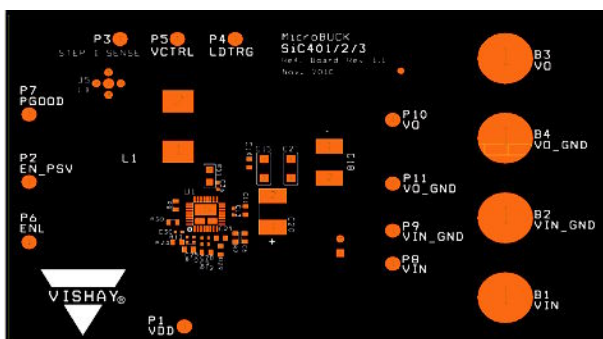 P3
STEP I SENSE
P5
VCTRL
P4
LDTRG
MicroBUCK
SiC401/2/3
Ref. Board Rev 1.1
Nov. 2010
B3
VO
P7
PGOOD
P10
VO
B4
VO_GND
L1
P2
EN_PSV
P11
VO_GND
U1
P6
ENL
P9
VIN_GND
B2
VIN_GND
P8
VIN
VISHAY®
P1
VDD
B1
VIN